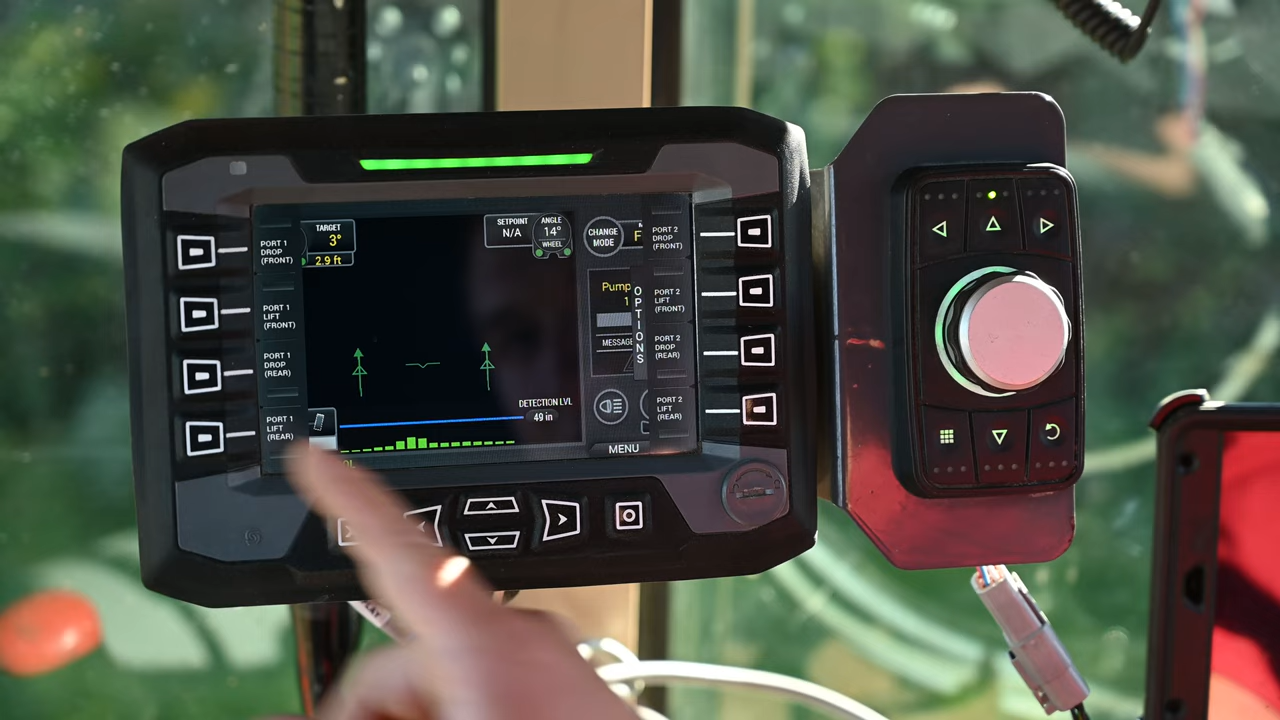 PORT 1
DROP
(FRONT)
PORT 1
LIFT
(FRONT)
PORT 1
DROP
(REAR)
PORT 1
LIFT
(REAR)
TARGET
3°
2.9 ft
SETPOINT
N/A
ANGLE
14°
WHEEL
DETECTION LVL
49 in
CHANGE
MODE
F
Pump
1
MESSAGE
OPTIONS
MENU
PORT 2
DROP
(FRONT)
PORT 2
LIFT
(FRONT)
PORT 2
DROP
(REAR)
PORT 2
LIFT
(REAR)